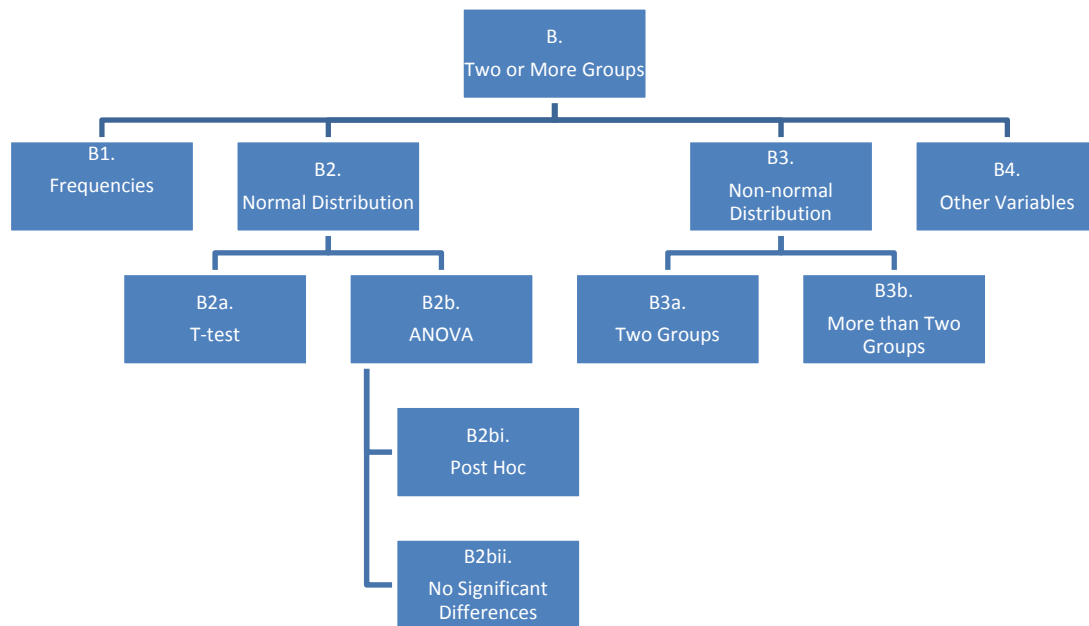 B.
Two or More Groups
B1.
Frequencies
B2.
Normal Distribution
B3.
Non-normal
Distribution
B4.
Other Variables
B2a.
T-test
B2b.
ANOVA
B3a.
Two Groups
B3b.
More than Two
Groups
B2bi.
Post Hoc
B2bii.
No Significant
Differences